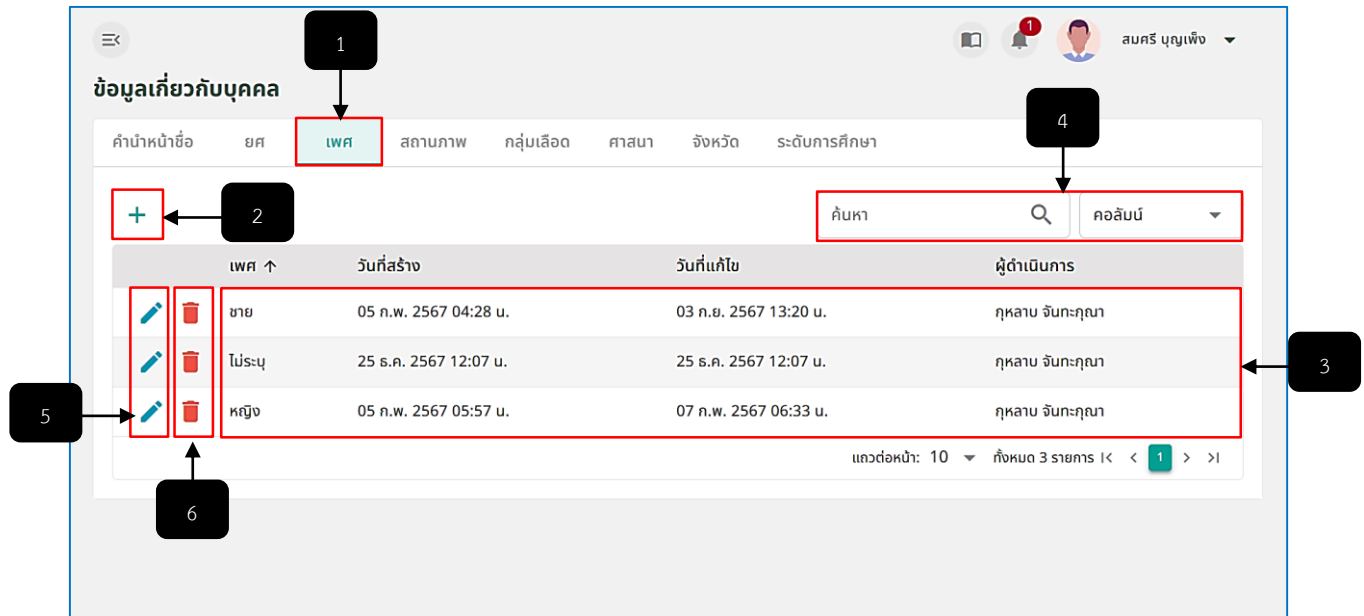 1
1
สมศรี บุญเพ็ง
ข้อมูลเกี่ยวกับบุคคล
4
คำนำหน้าชื่อ ยศ เพศ สถานภาพ กลุ่มเลือด ศาสนา จังหวัด ระดับการศึกษา
+ 2 ค้นหา คอลัมน์
เพศ ↑ วันที่สร้าง วันที่แก้ไข ผู้ดำเนินการ
ชาย 05 ก.พ. 2567 04:28 น. 03 ก.ย. 2567 13:20 น. กุหลาบ จันทะกุณา
ไม่ระบุ 25 ธ.ค. 2567 12:07 น. 25 ธ.ค. 2567 12:07 น. กุหลาบ จันทะกุณา
3
หญิง 05 ก.พ. 2567 05:57 น. 07 ก.พ. 2567 06:33 น. กุหลาบ จันทะกุณา
5
แถวต่อหน้า: 10 ทั้งหมด 3 รายการ |< < 1 > >|
6